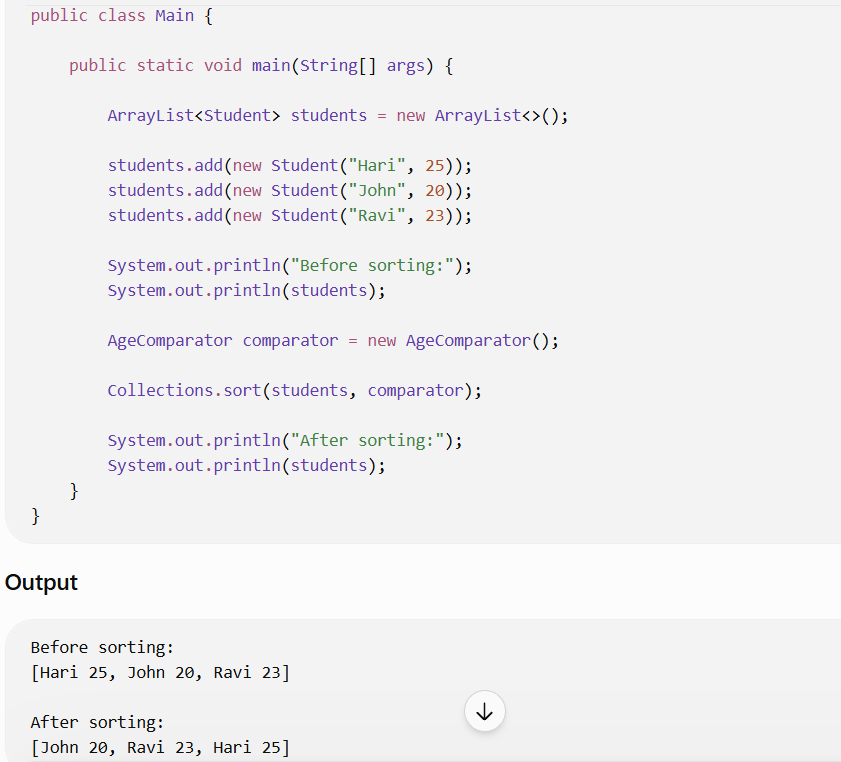 public class Main {
public static void main(String[] args) {
ArrayList<Student> students = new ArrayList<>();
students.add(new Student("Hari", 25));
students.add(new Student("John", 20));
students.add(new Student("Ravi", 23));
System.out.println("Before sorting:");
System.out.println(students);
AgeComparator comparator = new AgeComparator();
Collections.sort(students, comparator);
System.out.println("After sorting:");
System.out.println(students);
}
}
Output
Before sorting:
[Hari 25, John 20, Ravi 23]
After sorting:
[John 20, Ravi 23, Hari 25]